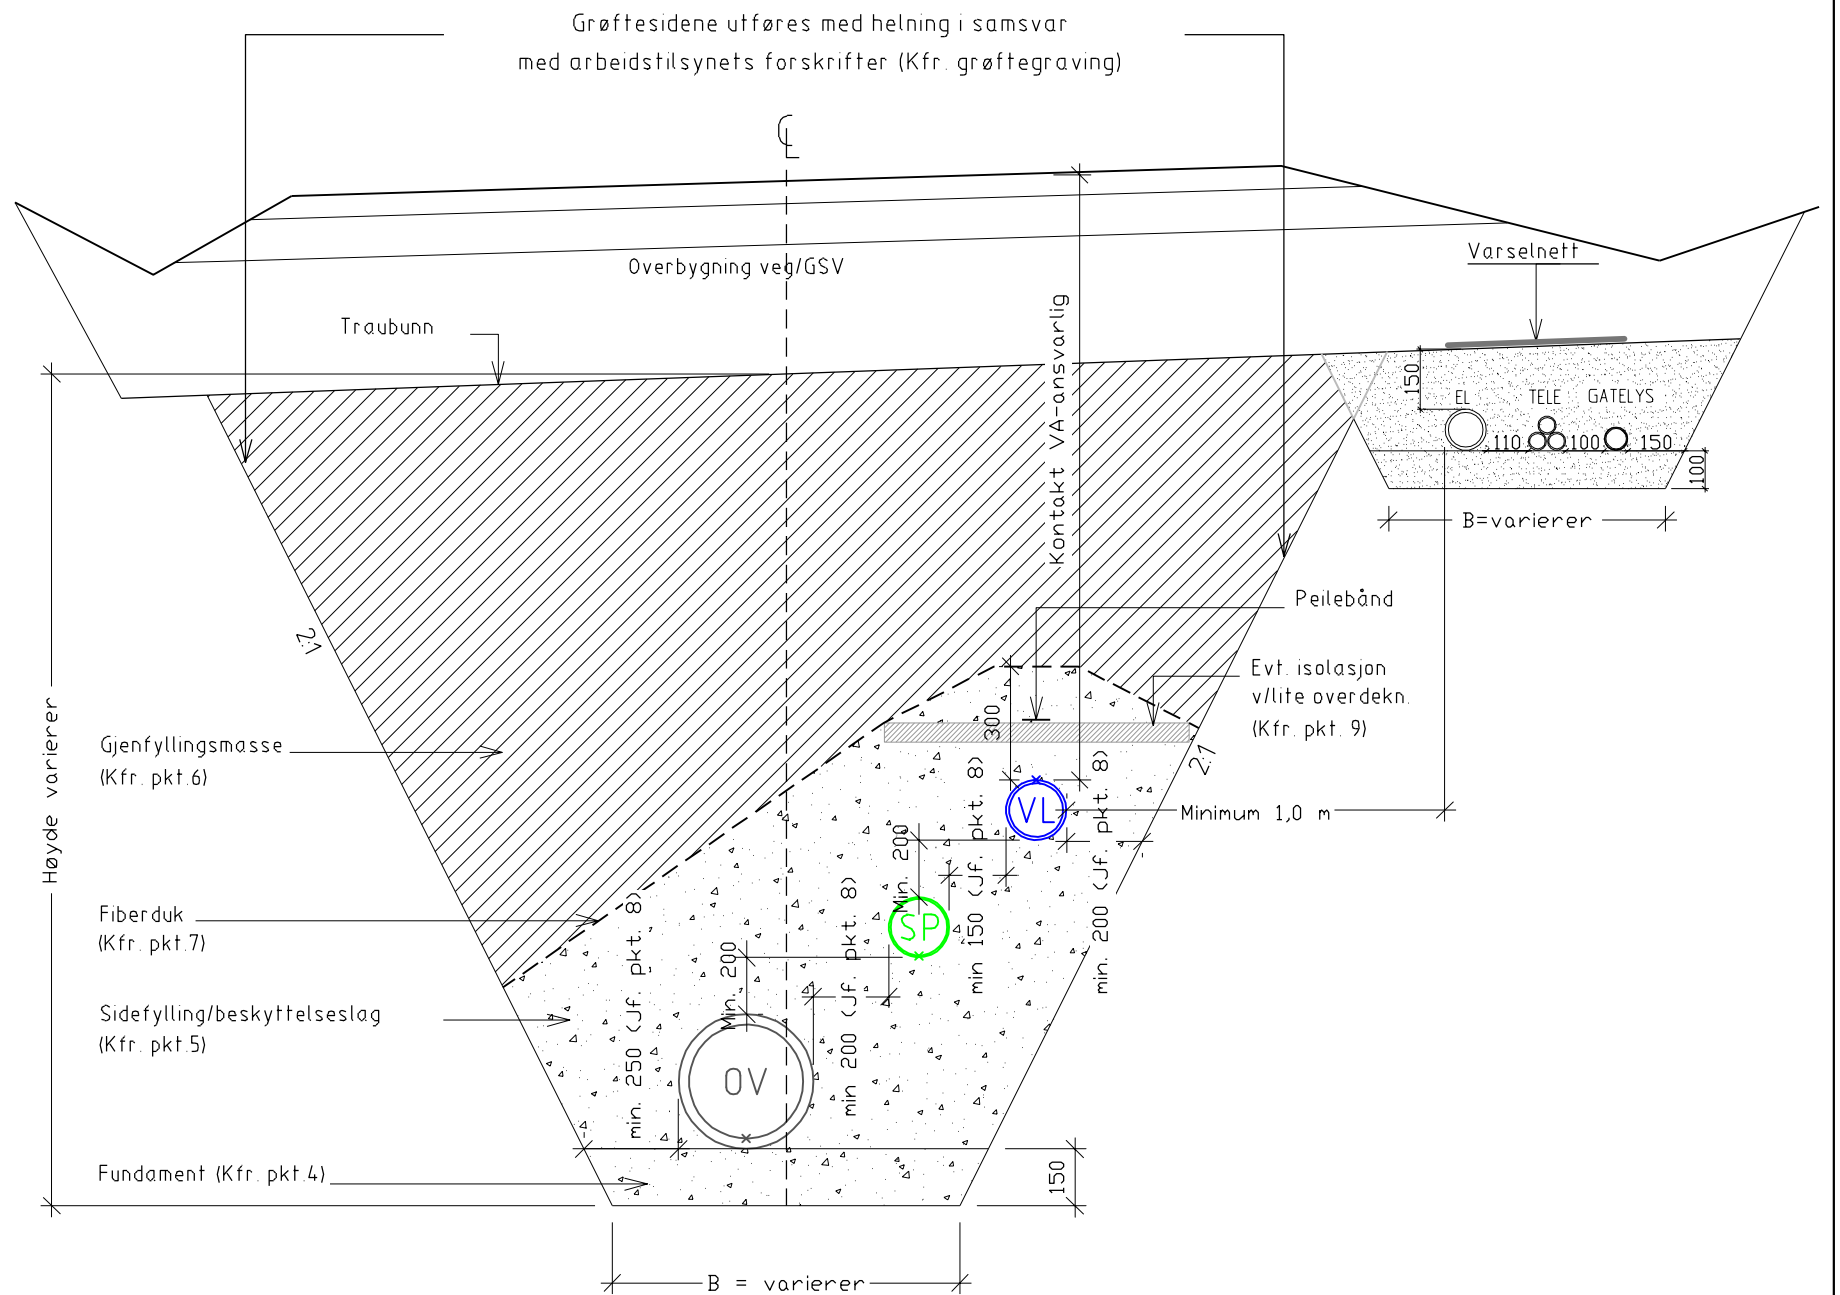 Grøftesidene utføres med helning i samsvar
med arbeidstilsynets forskrifter (Kfr. grøftegraving)
CL
Overbygning veg/GSV
Varselnett
Traubunn
Kontakt VA-ansvarlig
150
EL
TELE
GATELYS
110
100
150
100
B=varierer
2:1
Peilebånd
Evt. isolasjon
v/lite overdekn.
(Kfr. pkt. 9)
Høyde varierer
Gjenfyllingsmasse
(Kfr. pkt.6)
300
2:1
VL
Minimum 1,0 m
Min. 200
min 150 (Jf. pkt. 8)
min. 200 (Jf. pkt. 8)
Fiberduk
(Kfr. pkt.7)
SP
Min. 200
min. 250 (Jf. pkt. 8)
min 200 (Jf. pkt 8)
Sidefylling/beskyttelseslag
(Kfr. pkt.5)
OV
Fundament (Kfr. pkt.4)
150
B = varierer